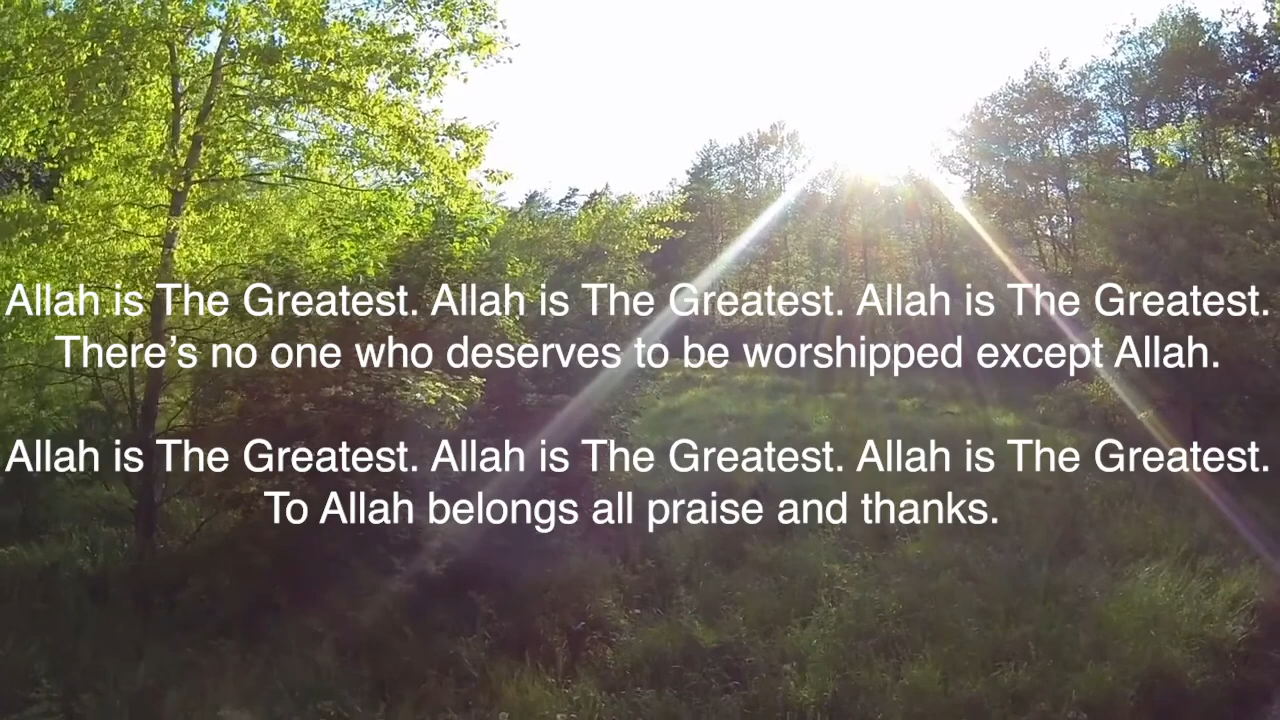 Allah is The Greatest. Allah is The Greatest. Allah is The Greatest.
There’s no one who deserves to be worshipped except Allah.
Allah is The Greatest. Allah is The Greatest. Allah is The Greatest.
To Allah belongs all praise and thanks.